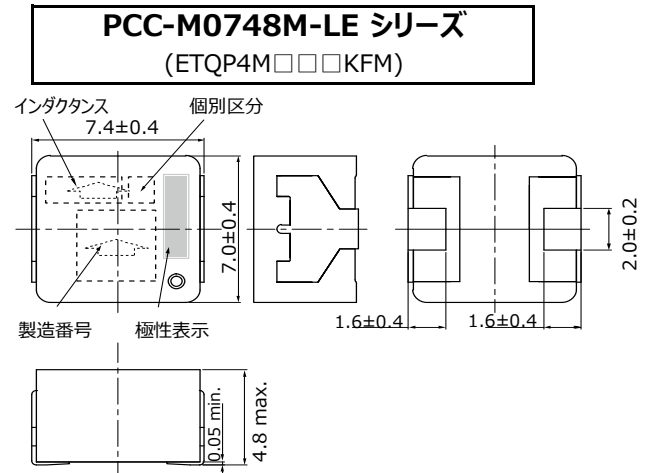 PCC-M0748M-LE シリーズ
(ETQP4M□□□KFM)
インダクタンス
個別区分
7.4±0.4
7.0±0.4
2.0±0.2
1.6±0.4
1.6±0.4
製造番号
極性表示
0.05 min.
4.8 max.